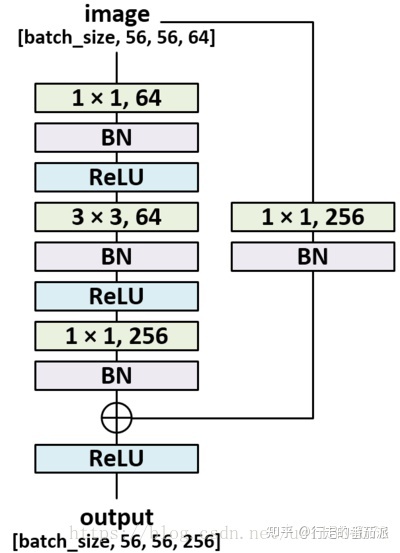 image
[batch_size, 56, 56, 64]
1 × 1, 64
BN
ReLU
3 × 3, 64
BN
ReLU
1 × 1, 256
BN
1 × 1, 256
BN
ReLU
output
[batch_size, 56, 56, 256]
https://blog.csdn.net/
知乎 @行走的番茄派